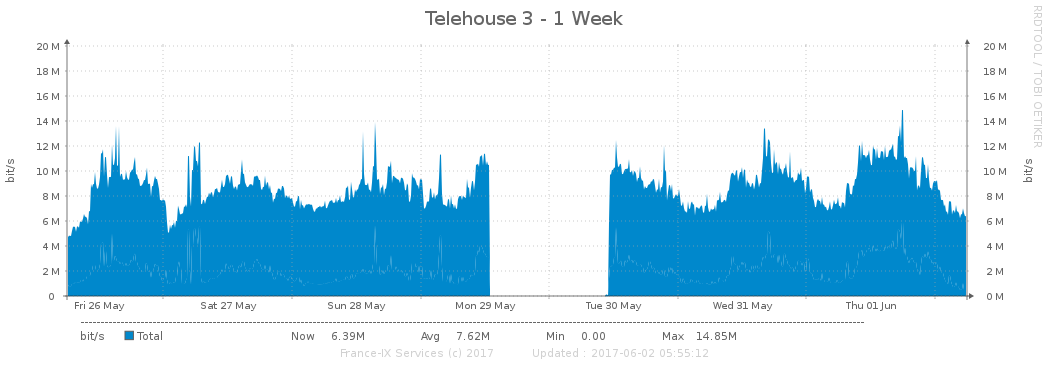 Telehouse 3 - 1 Week
RRDTOOL / TOBI OETIKER
bit/s
20 M 20 M
18 M 18 M
16 M 16 M
14 M 14 M
12 M 12 M
10 M 10 M
8 M 8 M
6 M 6 M
4 M 4 M
2 M 2 M
0 0 M
bit/s
Fri 26 May Sat 27 May Sun 28 May Mon 29 May Tue 30 May Wed 31 May Thu 01 Jun
bit/s Total Now 6.39M Avg 7.62M Min 0.00 Max 14.85M
France-IX Services (c) 2017 Updated : 2017-06-02 05:55:12